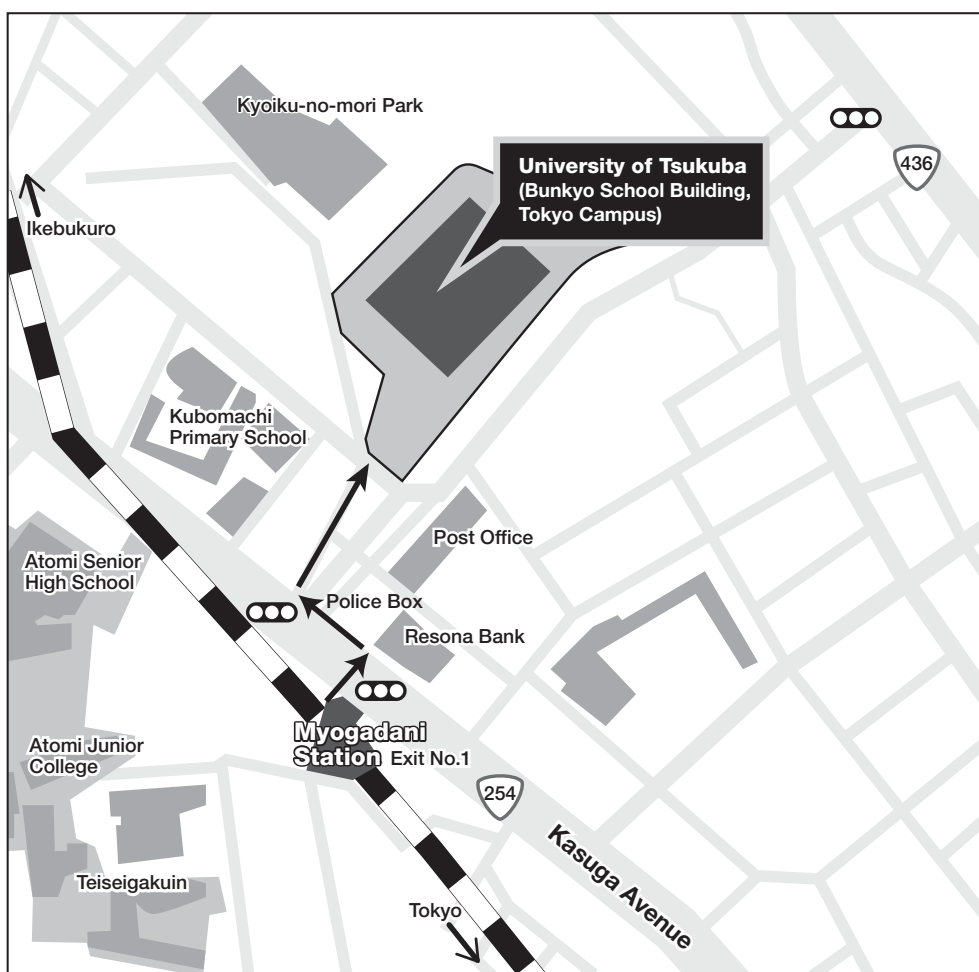 Kyoiku-no-mori Park
University of Tsukuba
(Bunkyo School Building,
Tokyo Campus)
436
Ikebukuro
Kubomachi
Primary School
Post Office
Atomi Senior
High School
Police Box
Resona Bank
Myogadani
Station Exit No.1
Atomi Junior
College
254
Kasuga Avenue
Teiseigakuin
Tokyo